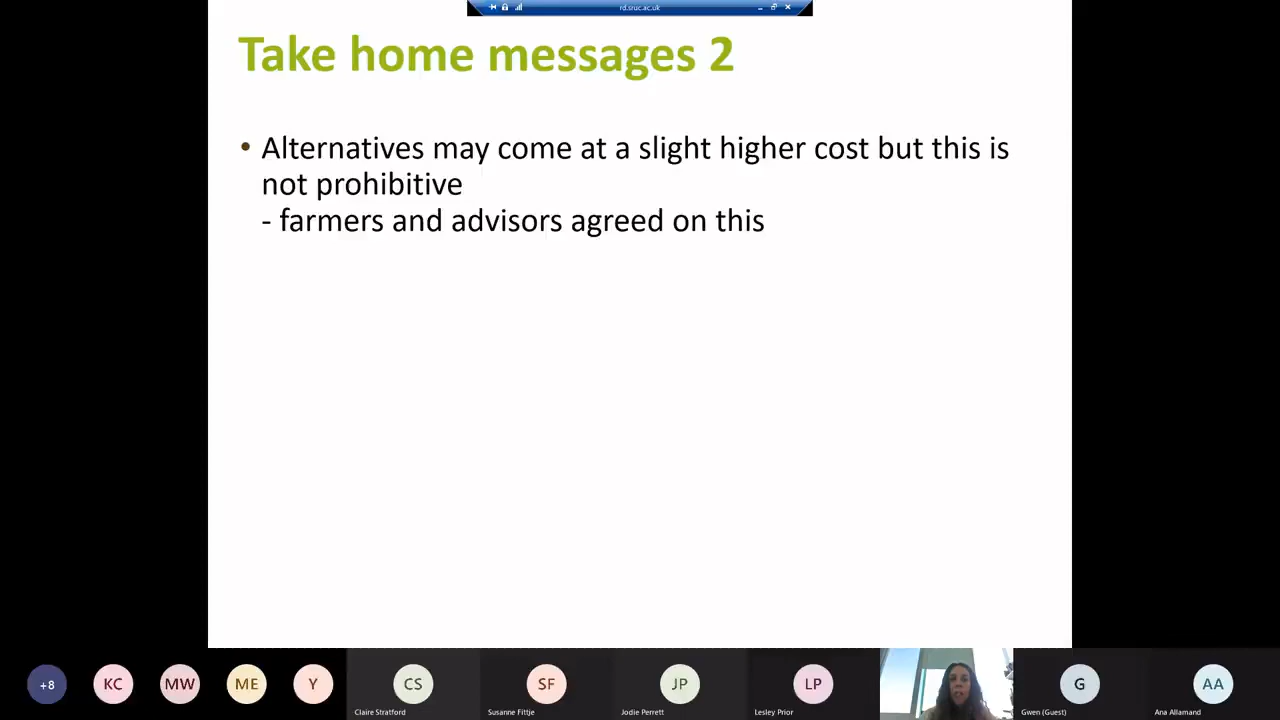 rd.sruc.ac.uk
Take home messages 2
• Alternatives may come at a slight higher cost but this is
not prohibitive
- farmers and advisors agreed on this
+8
KC
MW
ME
Y
CS
SF
JP
LP
G
AA
Claire Stratford
Susanne Fittje
Jodie Perrett
Lesley Prior
Gwen (Guest)
Ana Allamand